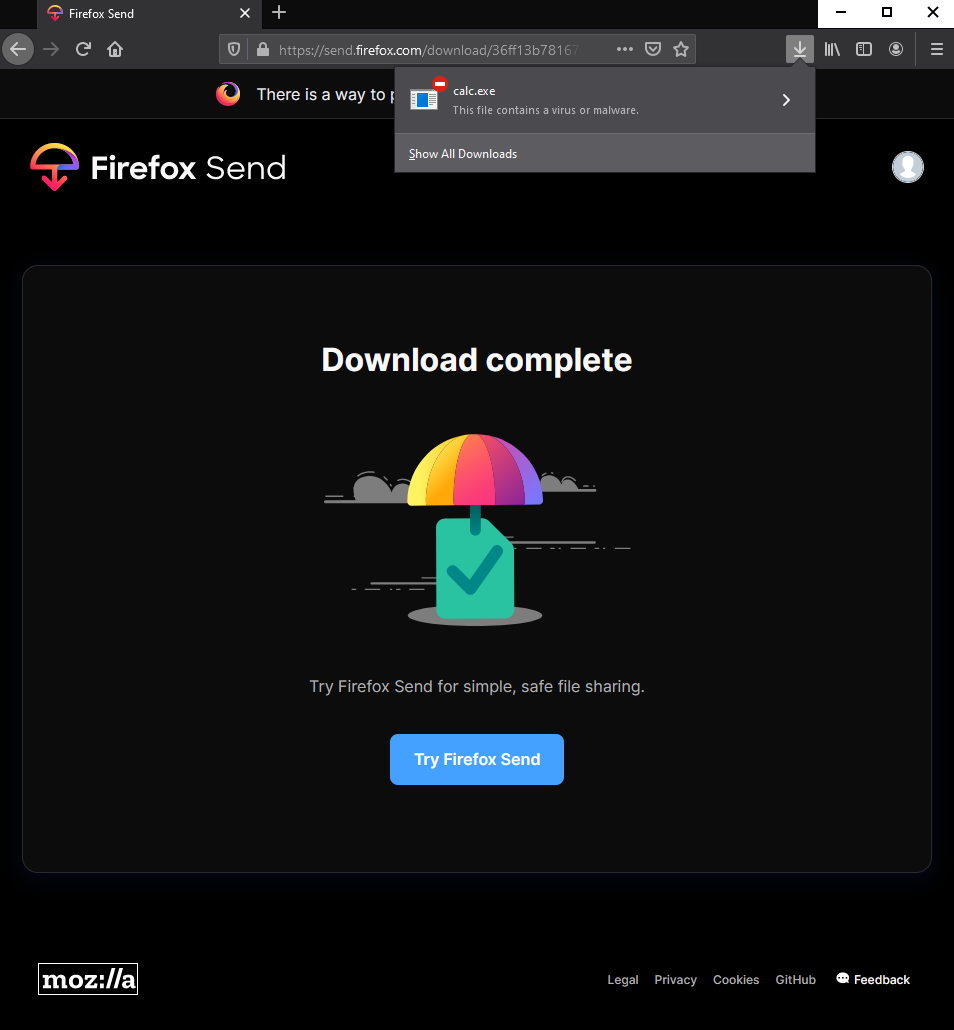 Firefox Send
https://send.firefox.com/download/36ff13b78167
There is a way to p
calc.exe
This file contains a virus or malware.
Show All Downloads
Firefox Send
Download complete
Try Firefox Send for simple, safe file sharing.
Try Firefox Send
moz://a
Legal Privacy Cookies GitHub Feedback